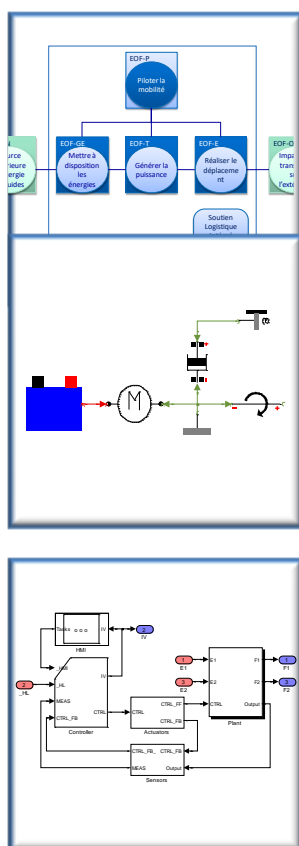 EOF-P
Piloter la
mobilité
EOF-GE
EOF-T
EOF-E
EOF-O
Mettre à
disposition
les
énergies
Générer la
puissance
Réaliser le
déplaceme
nt
Soutien
Logistique
M
Tasks
IV
HMI
2
IV
_HMI
2
_HL
_HL
IV
MEAS
CTRL
CTRL_FB
Controller
CTRL
CTRL_FF
CTRL_FB
Actuators
CTRL_FB_
CTRL_FB
MEAS
Output
Sensors
1
E1
3
E2
E1
F1
E2
F2
CTRL
Output
Plant
1
F1
3
F2